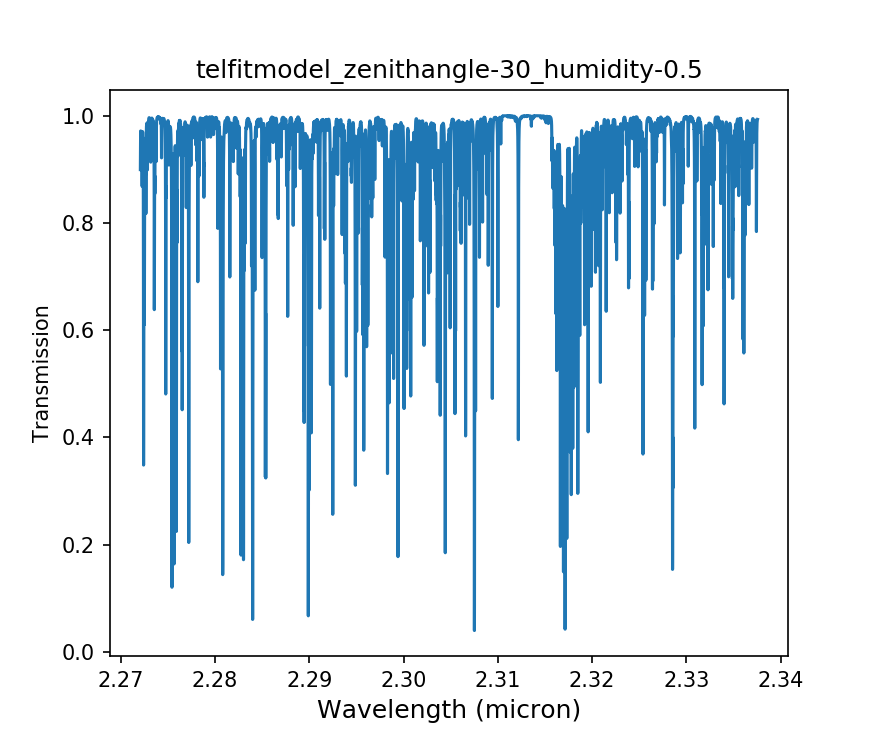 telfitmodel_zenithangle-30_humidity-0.5
1.0
0.8
0.6
0.4
0.2
0.0
Transmission
2.27 2.28 2.29 2.30 2.31 2.32 2.33 2.34
Wavelength (micron)